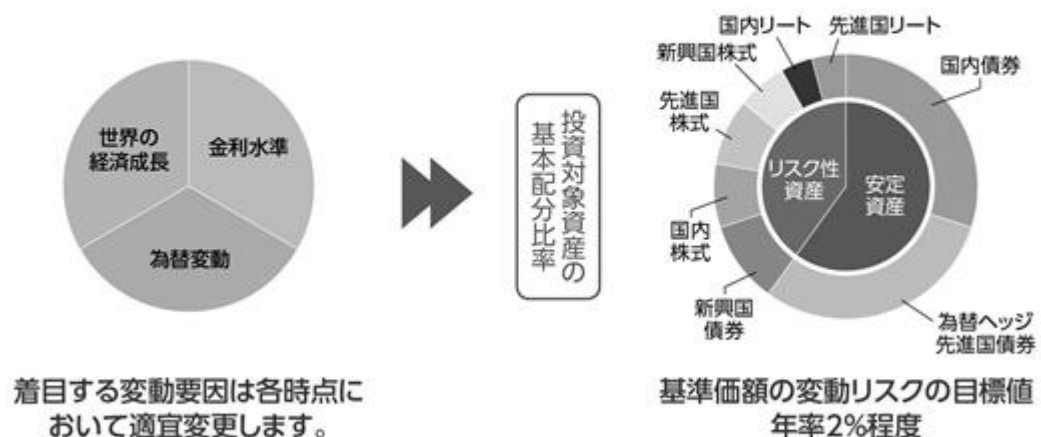 世界の
経済成長
金利水準
為替変動
着目する変動要因は各時点に
おいて適宜変更します。
投資対象資産の
基本配分比率
国内リート
先進国リート
新興国株式
国内債券
先進国
株式
リスク性
資産
安定
資産
国内
株式
新興国
債券
為替ヘッジ
先進国債券
基準価額の変動リスクの目標値
年率2%程度